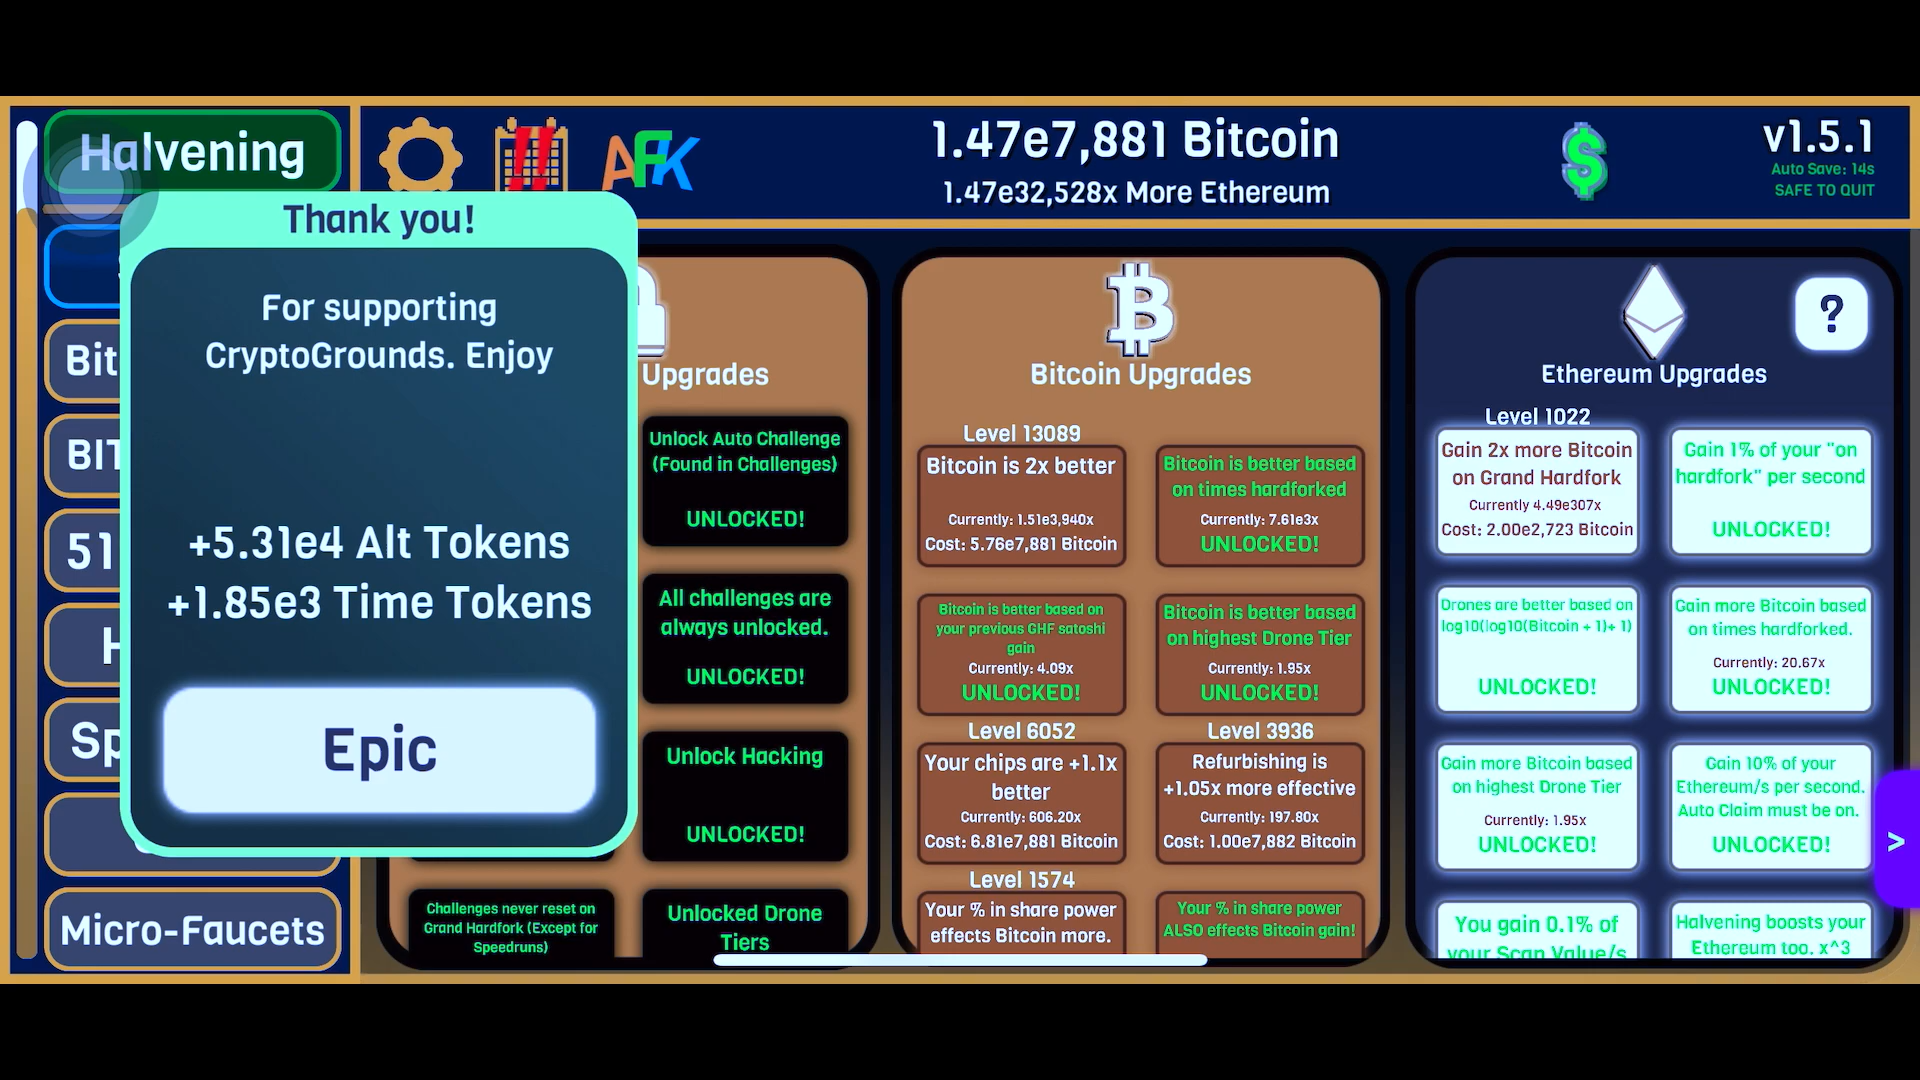 Halvening
AFK
1.47e7,881 Bitcoin
1.47e32,528x More Ethereum
$
v1.5.1
Auto Save: 14s
SAFE TO QUIT
Thank you!
For supporting
CryptoGrounds. Enjoy
+5.31e4 Alt Tokens
+1.85e3 Time Tokens
Epic
Bit
BIT
51
H
Sp
Micro-Faucets
Upgrades
Unlock Auto Challenge
(Found in Challenges)
UNLOCKED!
All challenges are
always unlocked.
UNLOCKED!
Unlock Hacking
UNLOCKED!
Challenges never reset on
Grand Hardfork (Except for
Speedruns)
Unlocked Drone
Tiers
Bitcoin Upgrades
Level 13089
Bitcoin is 2x better
Currently: 1.51e3,940x
Cost: 5.76e7,881 Bitcoin
Bitcoin is better based
on times hardforked
Currently: 7.61e3x
UNLOCKED!
Bitcoin is better based on
your previous GHF satoshi
gain
Currently: 4.09x
UNLOCKED!
Bitcoin is better based
on highest Drone Tier
Currently: 1.95x
UNLOCKED!
Level 6052
Your chips are +1.1x
better
Currently: 606.20x
Cost: 6.81e7,881 Bitcoin
Level 3936
Refurbishing is
+1.05x more effective
Currently: 197.80x
Cost: 1.00e7,882 Bitcoin
Level 1574
Your % in share power
effects Bitcoin more.
Your % in share power
ALSO effects Bitcoin gain!
Ethereum Upgrades
?
Level 1022
Gain 2x more Bitcoin
on Grand Hardfork
Currently 4.49e307x
Cost: 2.00e2,723 Bitcoin
Gain 1% of your "on
hardfork" per second
UNLOCKED!
Drones are better based on
log10(log10(Bitcoin + 1)+ 1)
UNLOCKED!
Gain more Bitcoin based
on times hardforked.
Currently: 20.67x
UNLOCKED!
Gain more Bitcoin based
on highest Drone Tier
Currently: 1.95x
UNLOCKED!
Gain 10% of your
Ethereum/s per second.
Auto Claim must be on.
UNLOCKED!
You gain 0.1% of
your Scan Value/s
Halvening boosts your
Ethereum too. x^3
>